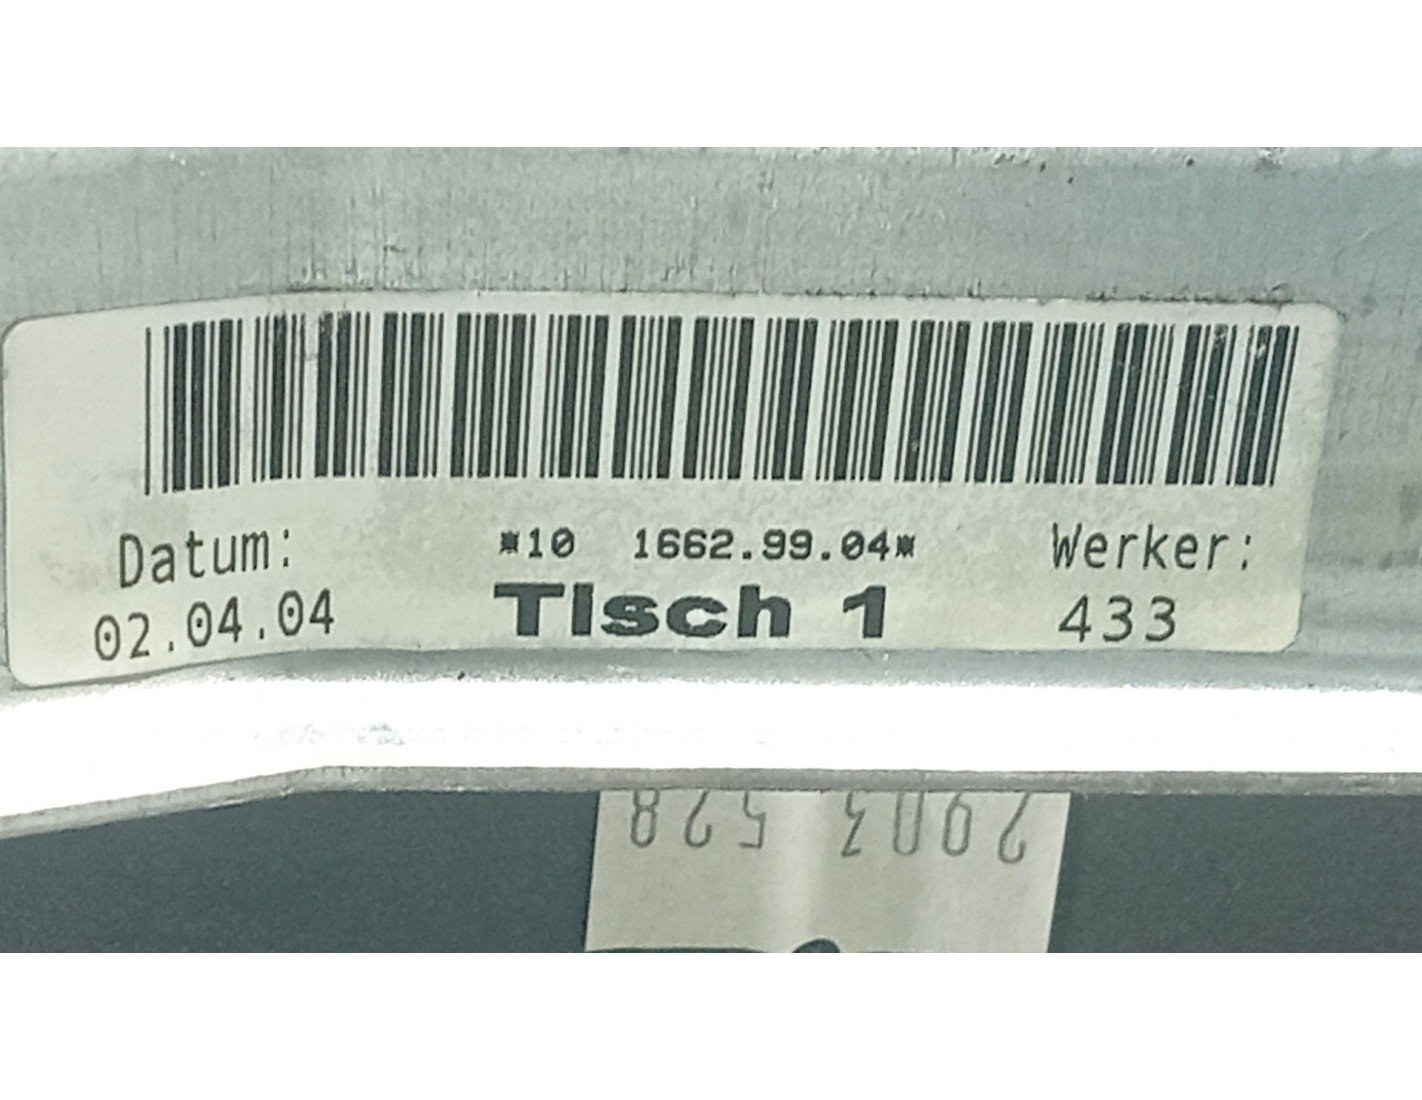 Datum: *10 1662.99.04* Werker:
02.04.04 Tisch 1 433
2903 528